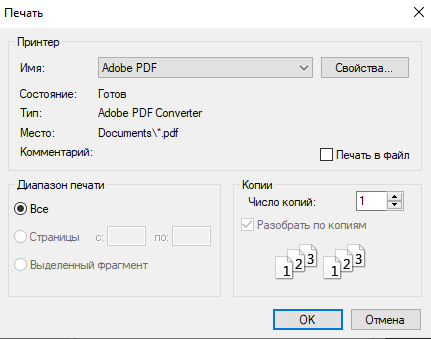 Печать
Принтер
Имя: Adobe PDF Свойства...
Состояние: Готов
Тип: Adobe PDF Converter
Место: Documents\*.pdf
Комментарий: Печать в файл
Диапазон печати
Все
Страницы с: по:
Выделенный фрагмент
Копии
Число копий: 1
Разобрать по копиям
1 2 3 1 2 3
OK Отмена